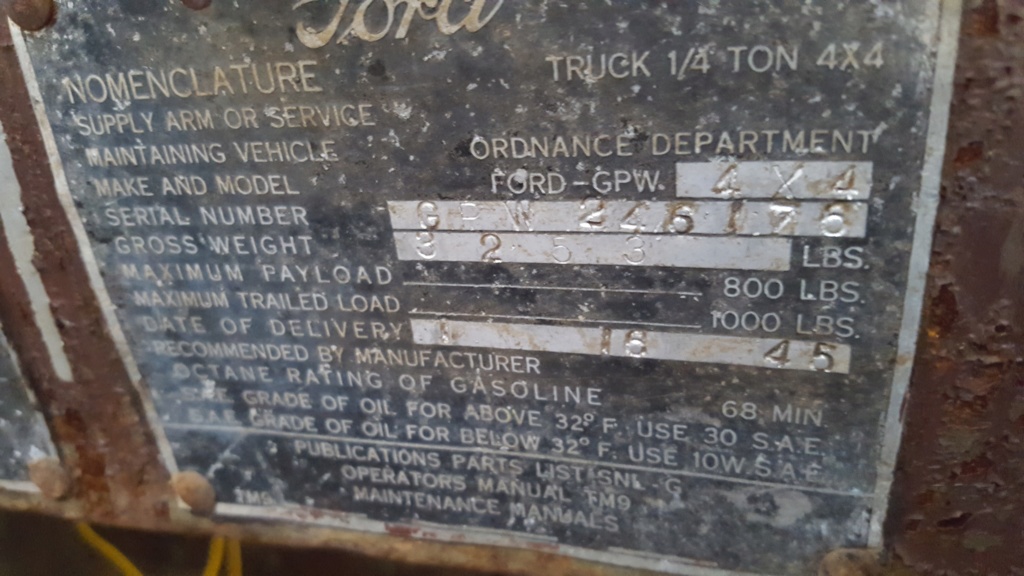 Ford
NOMENCLATURE TRUCK 1/4 TON 4X4
SUPPLY ARM OR SERVICE
MAINTAINING VEHICLE ORDNANCE DEPARTMENT
MAKE AND MODEL FORD-GPW. 4 X 4
SERIAL NUMBER GPW
GROSS WEIGHT 3253 LBS.
MAXIMUM PAYLOAD 800 LBS.
MAXIMUM TRAILED LOAD 1000 LBS.
DATE OF DELIVERY 1 18 45
RECOMMENDED BY MANUFACTURER
OCTANE RATING OF GASOLINE 68 MIN.
S.A.E. GRADE OF OIL FOR ABOVE 32° F. USE 30 S.A.E.
S.A.E. GRADE OF OIL FOR BELOW 32° F. USE 10W S.A.E.
PUBLICATIONS PARTS LIST SNL-G
OPERATORS MANUAL TM9
MAINTENANCE MANUALS
TM9